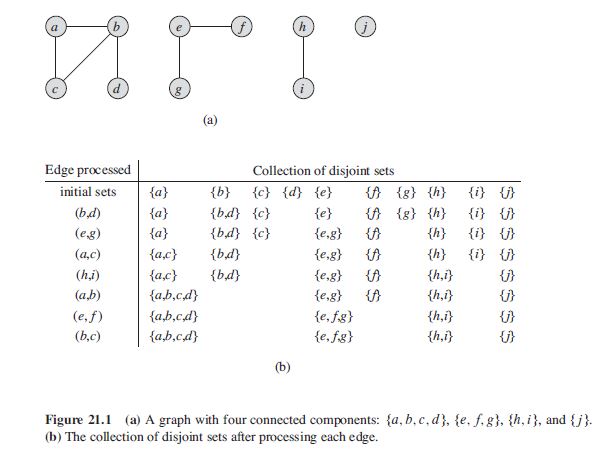 a b e f h j
c d g i
(a)
Edge processed Collection of disjoint sets
initial sets {a} {b} {c} {d} {e} {f} {g} {h} {i} {j}
(b,d) {a} {b,d} {c} {e} {f} {g} {h} {i} {j}
(e,g) {a} {b,d} {c} {e,g} {f} {h} {i} {j}
(a,c) {a,c} {b,d} {e,g} {f} {h} {i} {j}
(h,i) {a,c} {b,d} {e,g} {f} {h,i} {j}
(a,b) {a,b,c,d} {e,g} {f} {h,i} {j}
(e,f) {a,b,c,d} {e,f,g} {h,i} {j}
(b,c) {a,b,c,d} {e,f,g} {h,i} {j}
(b)
Figure 21.1 (a) A graph with four connected components: {a, b, c, d}, {e, f, g}, {h, i}, and {j}.
(b) The collection of disjoint sets after processing each edge.